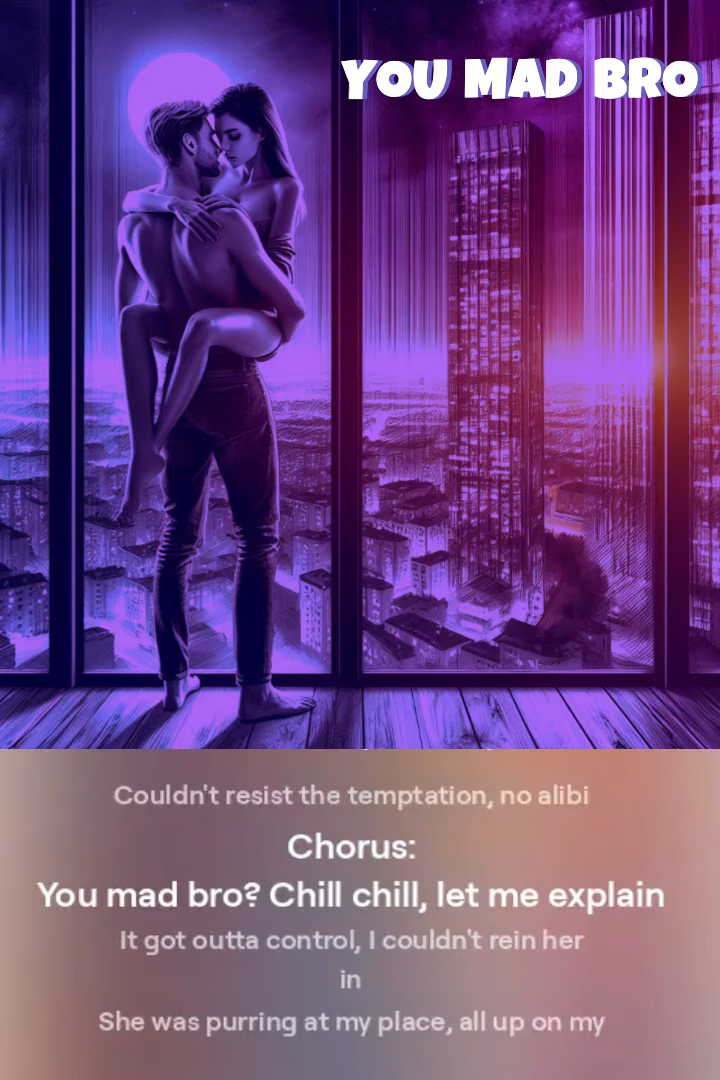 YOU MAD BRO
Couldn't resist the temptation, no alibi
Chorus:
You mad bro? Chill chill, let me explain
It got outta control, I couldn't rein her
in
She was purring at my place, all up on my